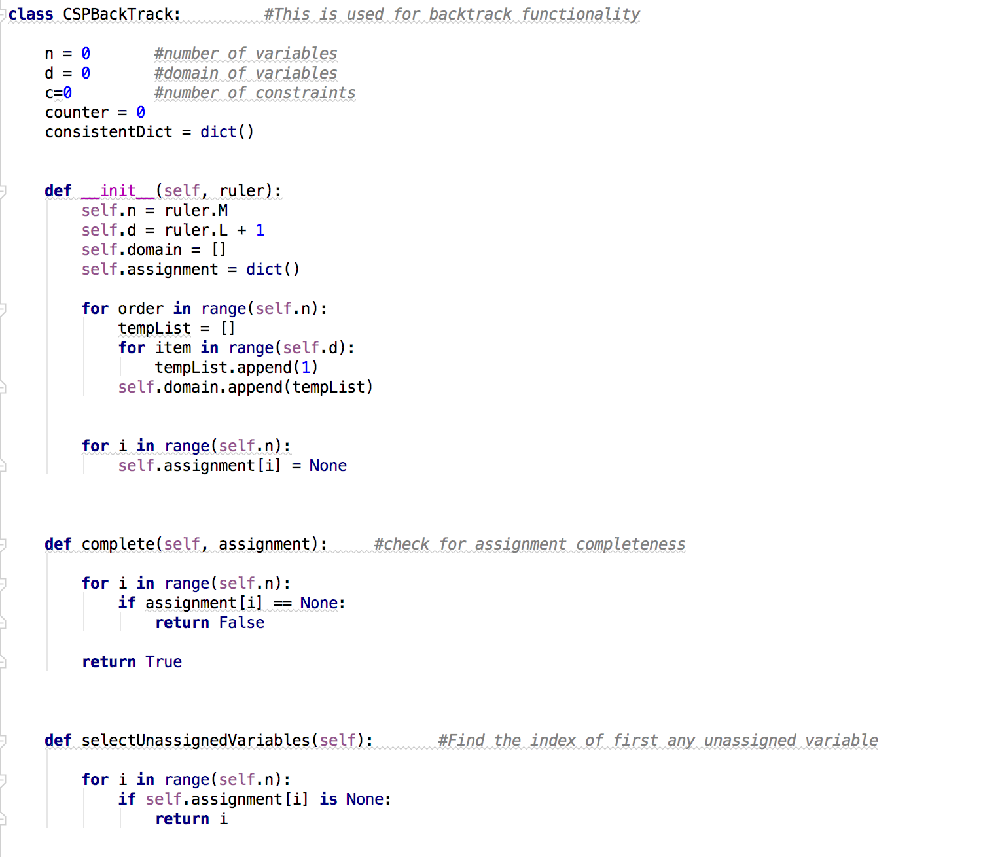 class CSPBackTrack:         #This is used for backtrack functionality
    n = 0       #number of variables
    d = 0       #domain of variables
    c=0         #number of constraints
    counter = 0
    consistentDict = dict()
    def __init__(self, ruler):
        self.n = ruler.M
        self.d = ruler.L + 1
        self.domain = []
        self.assignment = dict()
        for order in range(self.n):
            tempList = []
            for item in range(self.d):
                tempList.append(1)
            self.domain.append(tempList)
        for i in range(self.n):
            self.assignment[i] = None
    def complete(self, assignment):     #check for assignment completeness
        for i in range(self.n):
            if assignment[i] == None:
                return False
        return True
    def selectUnassignedVariables(self):       #Find the index of first any unassigned variable
        for i in range(self.n):
            if self.assignment[i] is None:
                return i